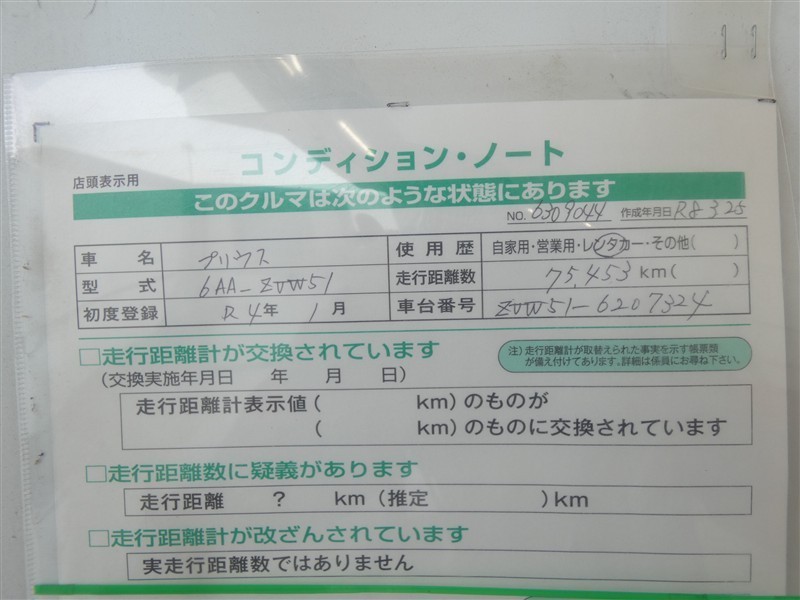 コンディション・ノート
店頭表示用
このクルマは次のような状態にあります
NO. 6309044 作成年月日 R8 3 25
車名 プリウス 使用歴 自家用・営業用・レンタカー・その他( )
型式 6AA-ZVW51 走行距離数 75,453 km( )
初度登録 R4年 1月 車台番号 ZVW51-6207324
□走行距離計が交換されています
注)走行距離計が取替えられた事実を示す帳票類
が備え付けてあります。詳細は係員にお尋ね下さい。
(交換実施年月日 年 月 日)
走行距離計表示値( km)のものが
( km)のものに交換されています
□走行距離数に疑義があります
走行距離 ? km(推定 )km
□走行距離計が改ざんされています
実走行距離数ではありません